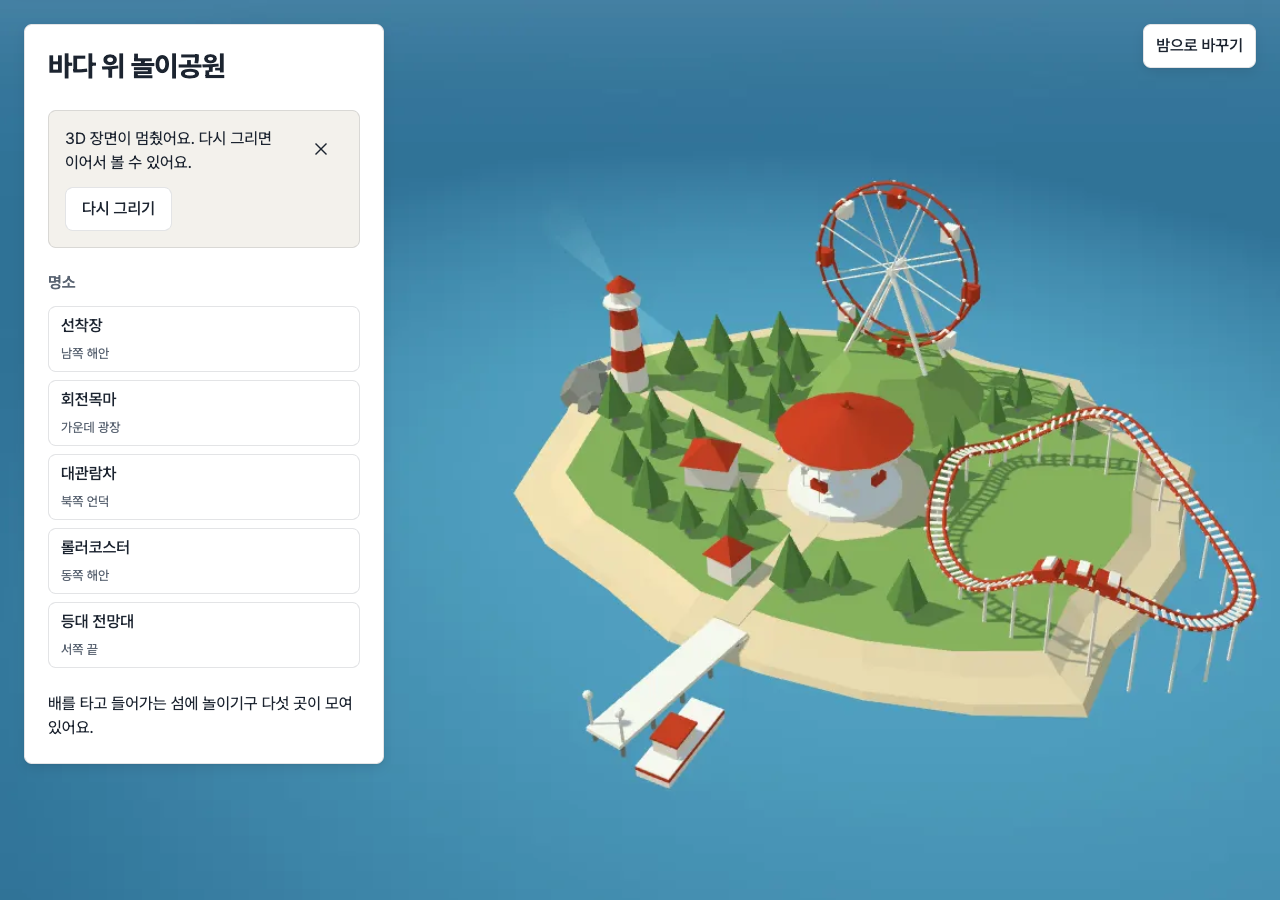 바다 위 놀이공원
밤으로 바꾸기
3D 장면이 멈췄어요. 다시 그리면
이어서 볼 수 있어요.
다시 그리기
명소
선착장
남쪽 해안
회전목마
가운데 광장
대관람차
북쪽 언덕
롤러코스터
동쪽 해안
등대 전망대
서쪽 끝
배를 타고 들어가는 섬에 놀이기구 다섯 곳이 모여
있어요.